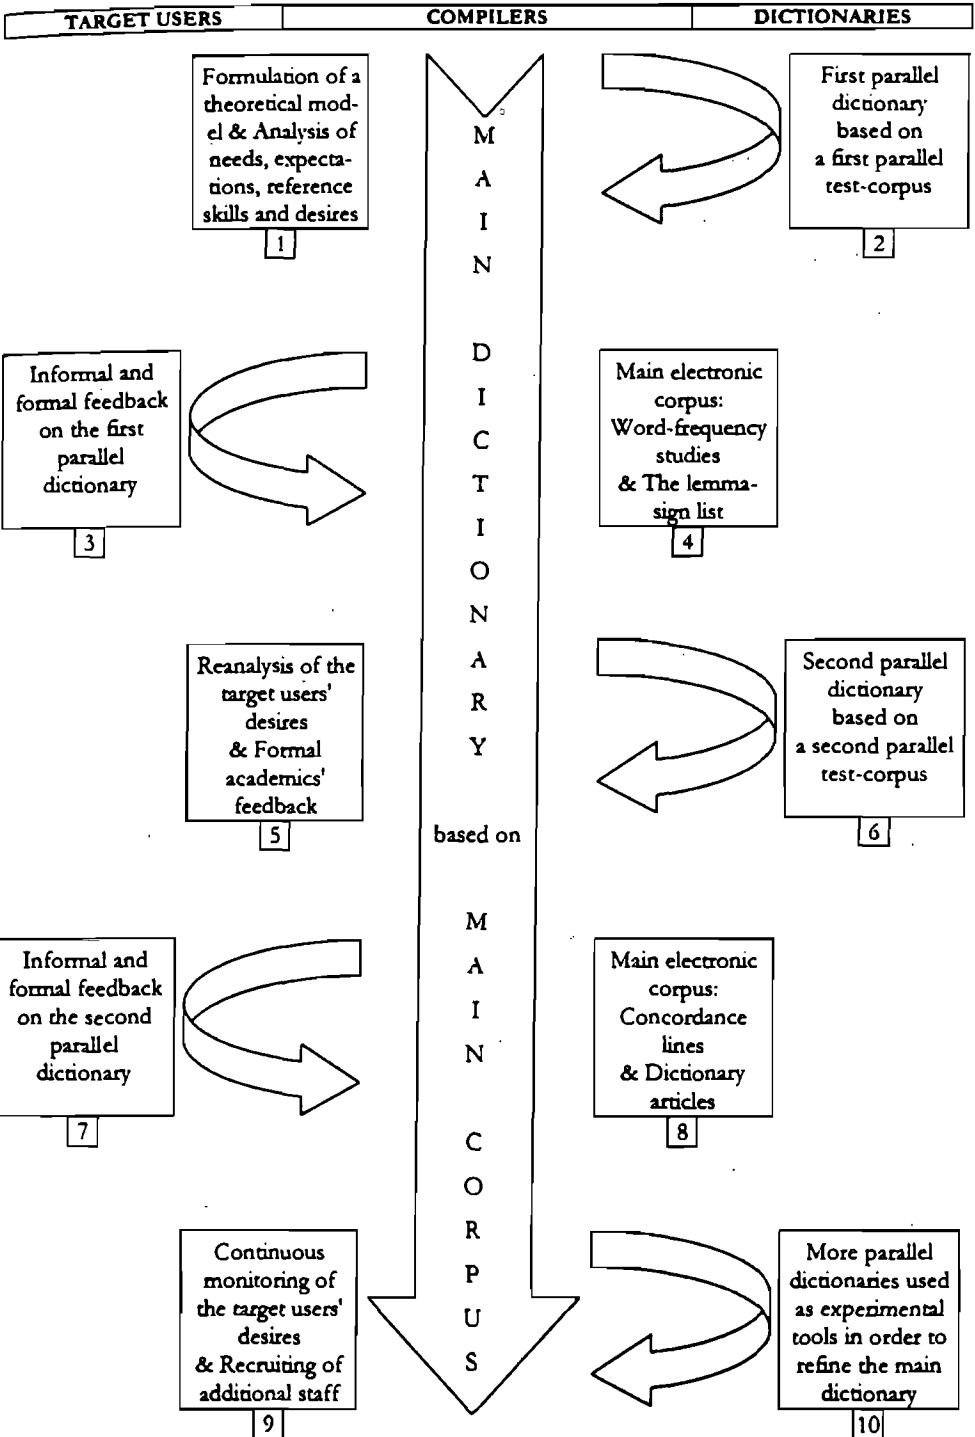 TARGET USERS
COMPILERS
DICTIONARIES
Formulation of a
theoretical mod-
el & Analysis of
needs, expecta-
tions, reference
skills and desires
1
First parallel
dictionary
based on
a first parallel
test-corpus
2
Informal and
formal feedback
on the first
parallel
dictionary
3
Main electronic
corpus:
Word-frequency
studies
& The lemma-
sign list
4
Reanalysis of the
target users'
desires
& Formal
academics'
feedback
5
Second parallel
dictionary
based on
a second parallel
test-corpus
6
Informal and
formal feedback
on the second
parallel
dictionary
7
Main electronic
corpus:
Concordance
lines
& Dictionary
articles
8
Continuous
monitoring of
the target users'
desires
& Recruiting of
additional staff
9
More parallel
dictionaries used
as experimental
tools in order to
refine the main
dictionary
10
MAIN DICTIONARY
based on
MAIN CORPUS